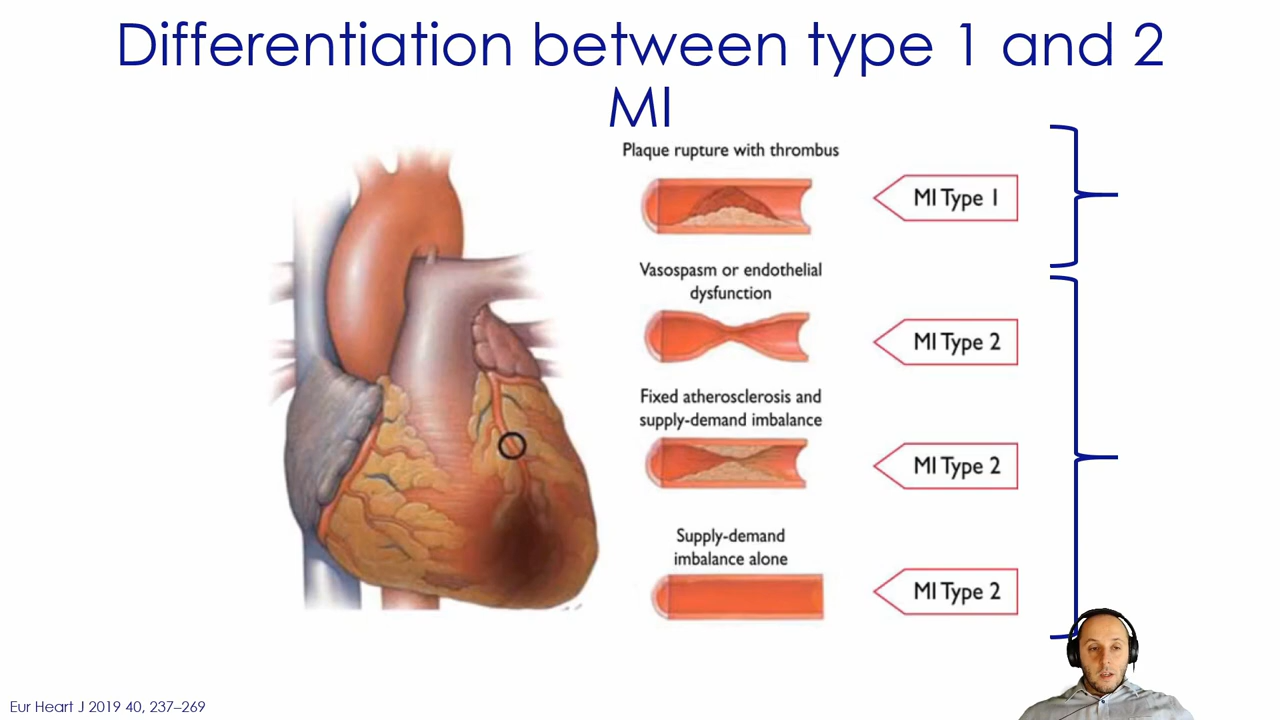 Differentiation between type 1 and 2
MI
Plaque rupture with thrombus
MI Type 1
Vasospasm or endothelial
dysfunction
MI Type 2
Fixed atherosclerosis and
supply-demand imbalance
MI Type 2
Supply-demand
imbalance alone
MI Type 2
Eur Heart J 2019 40, 237–269